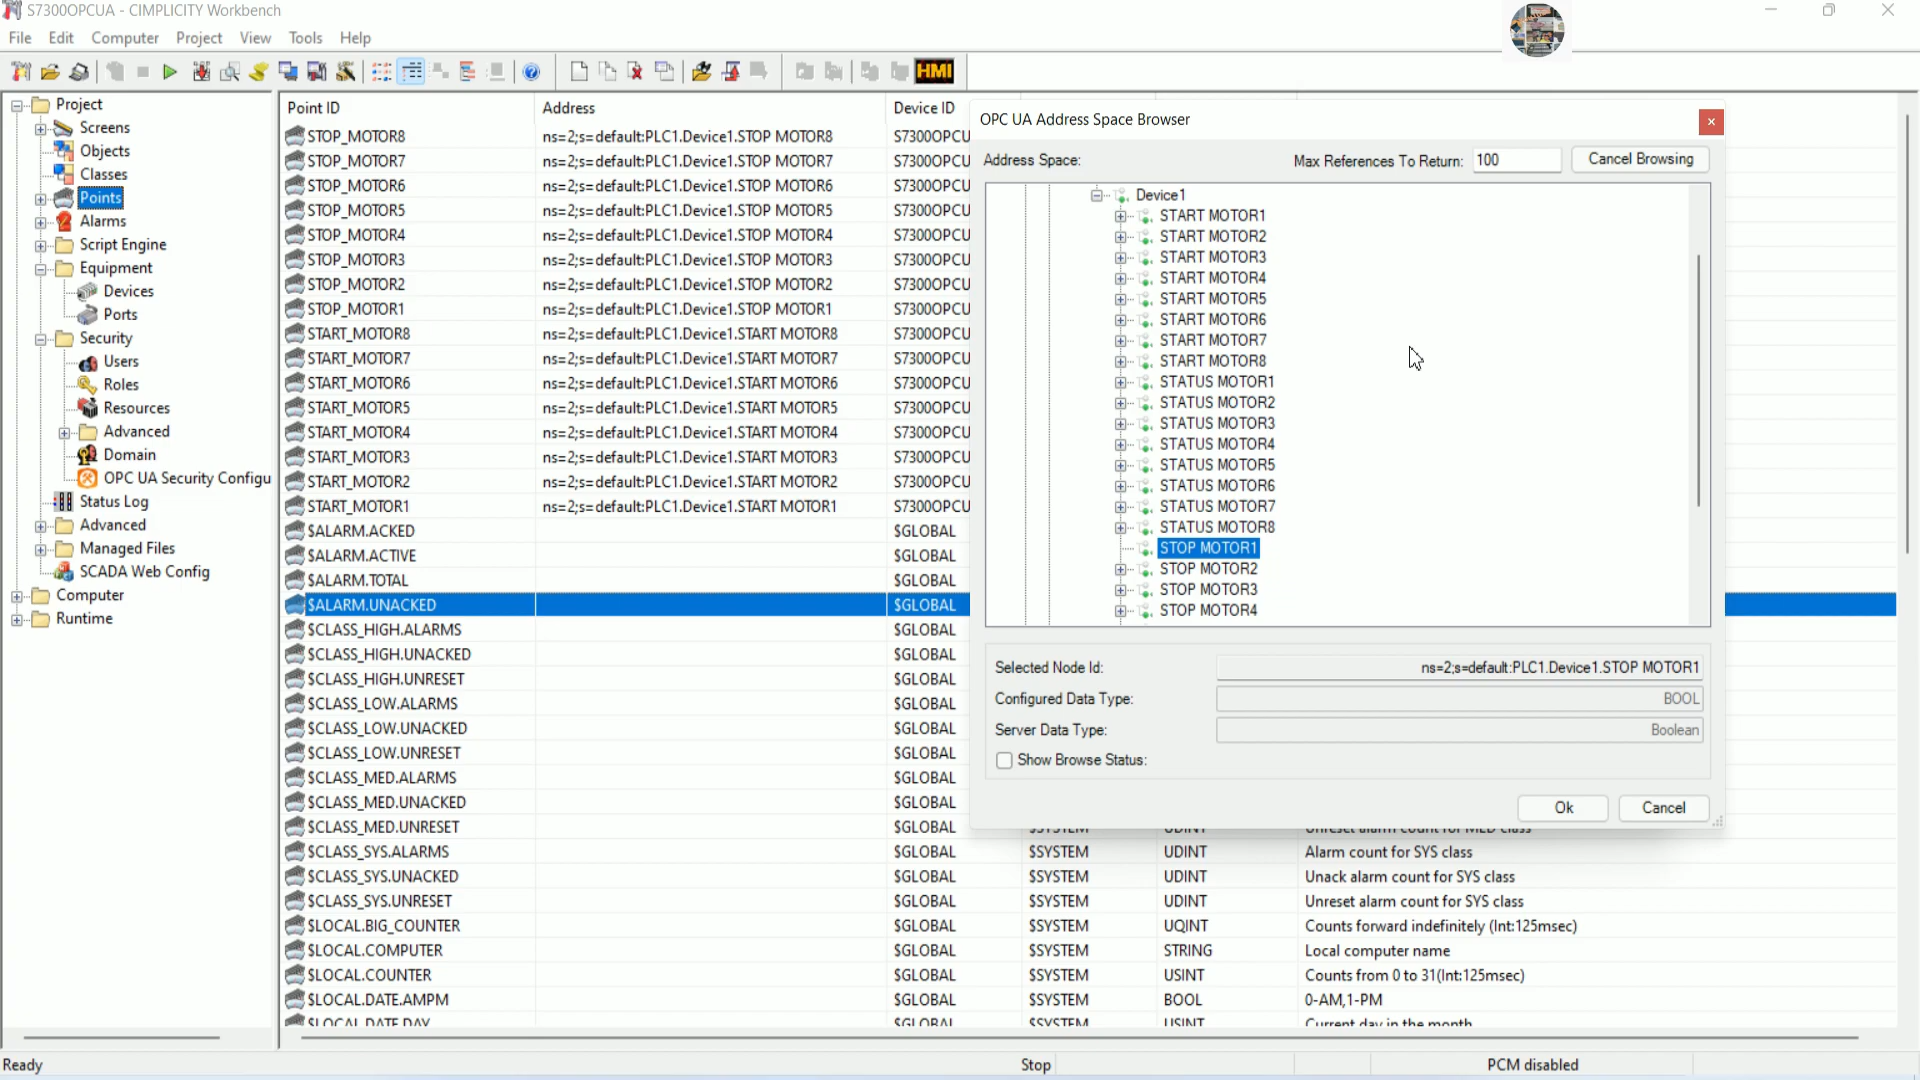 S7300OPCUA - CIMPLICITY Workbench
File Edit Computer Project View Tools Help
HMI
Project
Screens
Objects
Classes
Points
Alarms
Script Engine
Equipment
Devices
Ports
Security
Users
Roles
Resources
Advanced
Domain
OPC UA Security Configu
Status Log
Advanced
Managed Files
SCADA Web Config
Computer
Runtime
Point ID Address Device ID
STOP_MOTOR8 ns=2;s=default:PLC1.Device1.STOP MOTOR8 S7300OPCU
STOP_MOTOR7 ns=2;s=default:PLC1.Device1.STOP MOTOR7 S7300OPCU
STOP_MOTOR6 ns=2;s=default:PLC1.Device1.STOP MOTOR6 S7300OPCU
STOP_MOTOR5 ns=2;s=default:PLC1.Device1.STOP MOTOR5 S7300OPCU
STOP_MOTOR4 ns=2;s=default:PLC1.Device1.STOP MOTOR4 S7300OPCU
STOP_MOTOR3 ns=2;s=default:PLC1.Device1.STOP MOTOR3 S7300OPCU
STOP_MOTOR2 ns=2;s=default:PLC1.Device1.STOP MOTOR2 S7300OPCU
STOP_MOTOR1 ns=2;s=default:PLC1.Device1.STOP MOTOR1 S7300OPCU
START_MOTOR8 ns=2;s=default:PLC1.Device1.START MOTOR8 S7300OPCU
START_MOTOR7 ns=2;s=default:PLC1.Device1.START MOTOR7 S7300OPCU
START_MOTOR6 ns=2;s=default:PLC1.Device1.START MOTOR6 S7300OPCU
START_MOTOR5 ns=2;s=default:PLC1.Device1.START MOTOR5 S7300OPCU
START_MOTOR4 ns=2;s=default:PLC1.Device1.START MOTOR4 S7300OPCU
START_MOTOR3 ns=2;s=default:PLC1.Device1.START MOTOR3 S7300OPCU
START_MOTOR2 ns=2;s=default:PLC1.Device1.START MOTOR2 S7300OPCU
START_MOTOR1 ns=2;s=default:PLC1.Device1.START MOTOR1 S7300OPCU
$ALARM.ACKED $GLOBAL
$ALARM.ACTIVE $GLOBAL
$ALARM.TOTAL $GLOBAL
$ALARM.UNACKED $GLOBAL
$CLASS_HIGH.ALARMS $GLOBAL
$CLASS_HIGH.UNACKED $GLOBAL
$CLASS_HIGH.UNRESET $GLOBAL
$CLASS_LOW.ALARMS $GLOBAL
$CLASS_LOW.UNACKED $GLOBAL
$CLASS_LOW.UNRESET $GLOBAL
$CLASS_MED.ALARMS $GLOBAL
$CLASS_MED.UNACKED $GLOBAL
$CLASS_MED.UNRESET $GLOBAL $SYSTEM UDINT Unreset alarm count for MED class
$CLASS_SYS.ALARMS $GLOBAL $SYSTEM UDINT Alarm count for SYS class
$CLASS_SYS.UNACKED $GLOBAL $SYSTEM UDINT Unack alarm count for SYS class
$CLASS_SYS.UNRESET $GLOBAL $SYSTEM UDINT Unreset alarm count for SYS class
$LOCAL.BIG_COUNTER $GLOBAL $SYSTEM UQINT Counts forward indefinitely (Int:125msec)
$LOCAL.COMPUTER $GLOBAL $SYSTEM STRING Local computer name
$LOCAL.COUNTER $GLOBAL $SYSTEM USINT Counts from 0 to 31(Int:125msec)
$LOCAL.DATE.AMPM $GLOBAL $SYSTEM BOOL 0-AM,1-PM
$LOCAL.DATE.DAY $GLOBAL $SYSTEM USINT Current day in the month
OPC UA Address Space Browser
Address Space: Max References To Return: 100 Cancel Browsing
Device1
START MOTOR1
START MOTOR2
START MOTOR3
START MOTOR4
START MOTOR5
START MOTOR6
START MOTOR7
START MOTOR8
STATUS MOTOR1
STATUS MOTOR2
STATUS MOTOR3
STATUS MOTOR4
STATUS MOTOR5
STATUS MOTOR6
STATUS MOTOR7
STATUS MOTOR8
STOP MOTOR1
STOP MOTOR2
STOP MOTOR3
STOP MOTOR4
Selected Node Id: ns=2;s=default:PLC1.Device1.STOP MOTOR1
Configured Data Type: BOOL
Server Data Type: Boolean
Show Browse Status:
Ok Cancel
Ready Stop PCM disabled